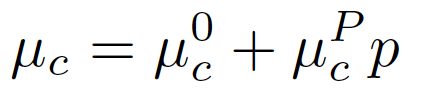 μ_c = μ_c^0 + μ_c^P p